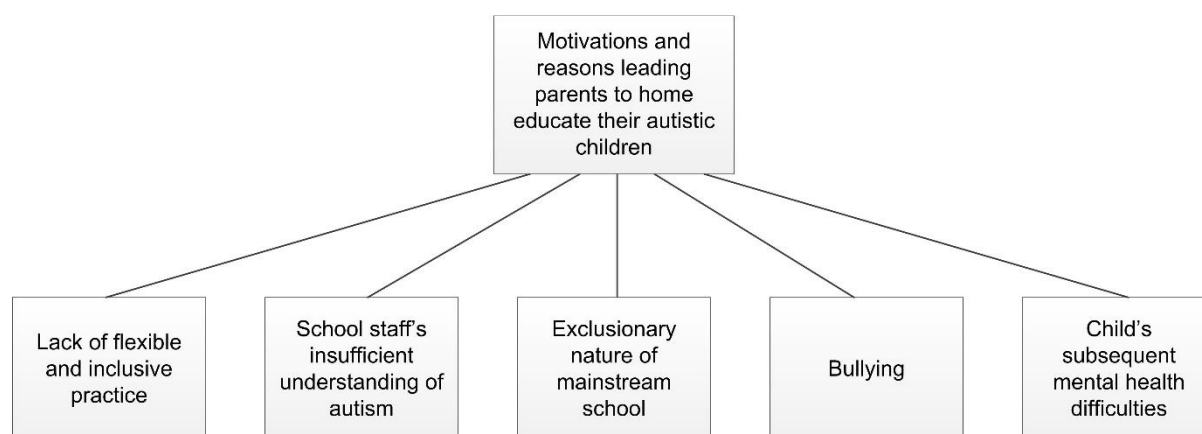 Motivations and
reasons leading
parents to home
educate their autistic
children
Lack of flexible
and inclusive
practice
School staff’s
insufficient
understanding of
autism
Exclusionary
nature of
mainstream
school
Bullying
Child’s
subsequent
mental health
difficulties